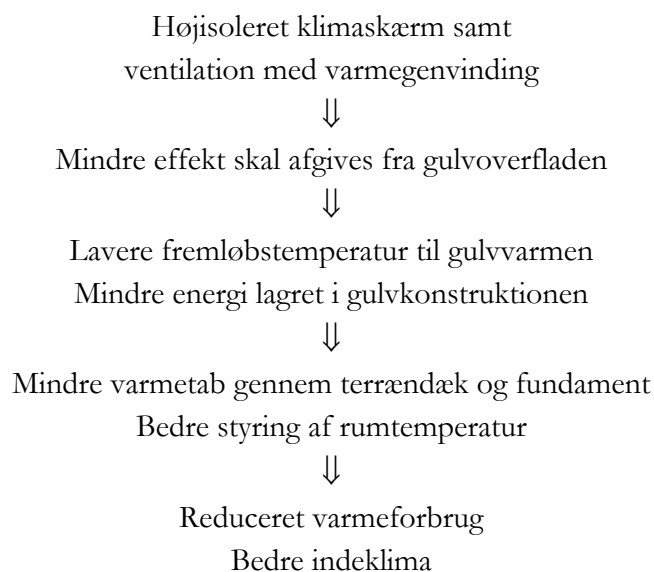 Højisoleret klimaskærm samt
ventilation med varmegenvinding
⇓
Mindre effekt skal afgives fra gulvoverfladen
⇓
Lavere fremløbstemperatur til gulvvarmen
Mindre energi lagret i gulvkonstruktionen
⇓
Mindre varmetab gennem terrændæk og fundament
Bedre styring af rumtemperatur
⇓
Reduceret varmeforbrug
Bedre indeklima